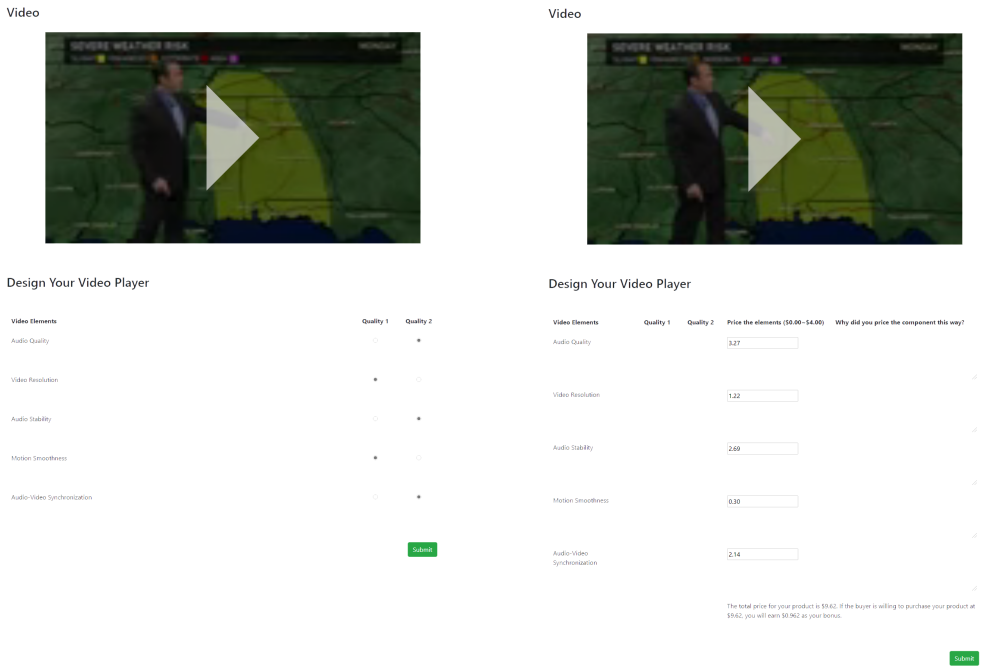 Video
SEVERE WEATHER RISK MONDAY
Design Your Video Player
Video Elements Quality 1 Quality 2
Audio Quality
Video Resolution
Audio Stability
Motion Smoothness
Audio-Video Synchronization
Submit
Video
SEVERE WEATHER RISK MONDAY
Design Your Video Player
Video Elements Quality 1 Quality 2 Price the elements ($0.00~$4.00) Why did you price the component this way?
Audio Quality 3.27
Video Resolution 1.22
Audio Stability 2.69
Motion Smoothness 0.30
Audio-Video 2.14
Synchronization
The total price for your product is $9.62. If the buyer is willing to purchase your product at
$9.62, you will earn $0.962 as your bonus.
Submit